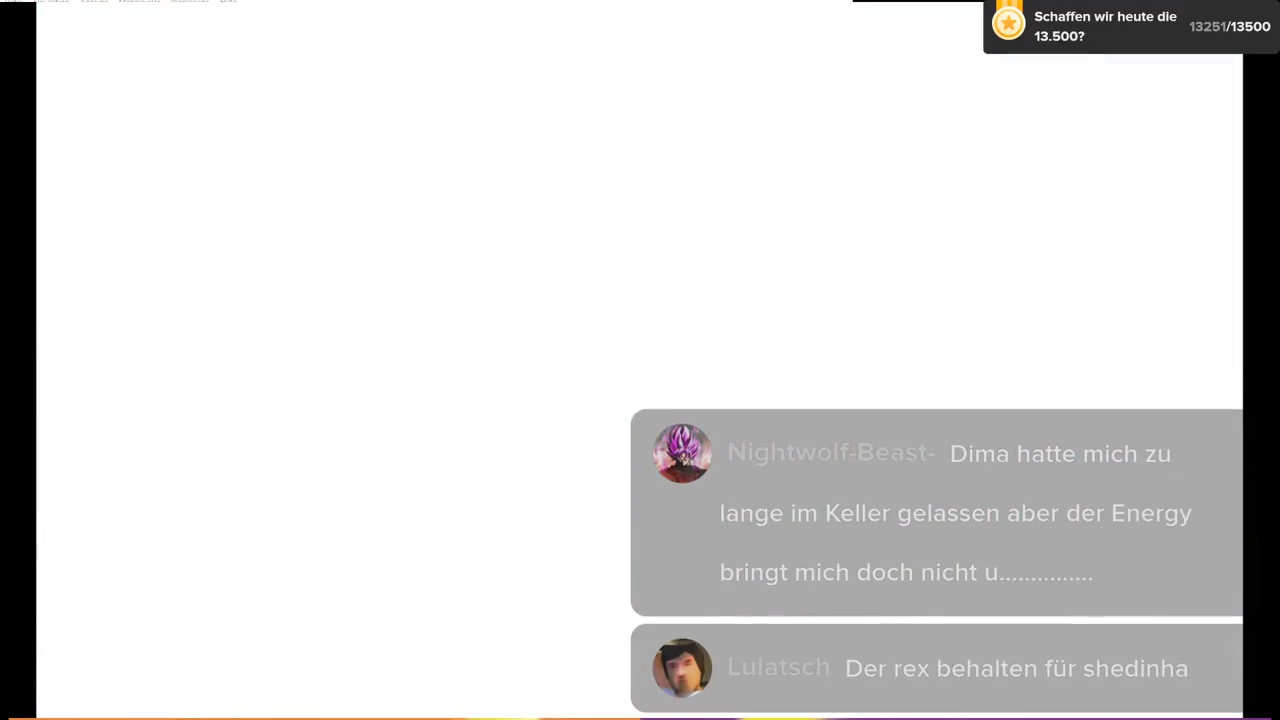 Schaffen wir heute die
13.500?
13251/13500
Nightwolf-Beast- Dima hatte mich zu
lange im Keller gelassen aber der Energy
bringt mich doch nicht u...............
Lulatsch Der rex behalten für shedinha